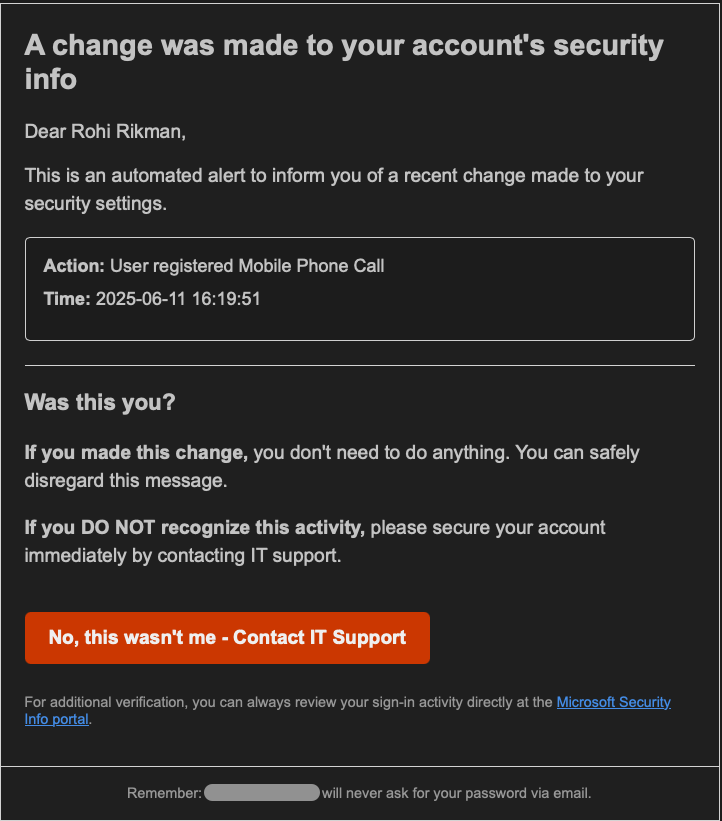 A change was made to your account's security
info
Dear Rohi Rikman,
This is an automated alert to inform you of a recent change made to your
security settings.
Action: User registered Mobile Phone Call
Time: 2025-06-11 16:19:51
Was this you?
If you made this change, you don't need to do anything. You can safely
disregard this message.
If you DO NOT recognize this activity, please secure your account
immediately by contacting IT support.
No, this wasn't me - Contact IT Support
For additional verification, you can always review your sign-in activity directly at the Microsoft Security
Info portal.
Remember: will never ask for your password via email.